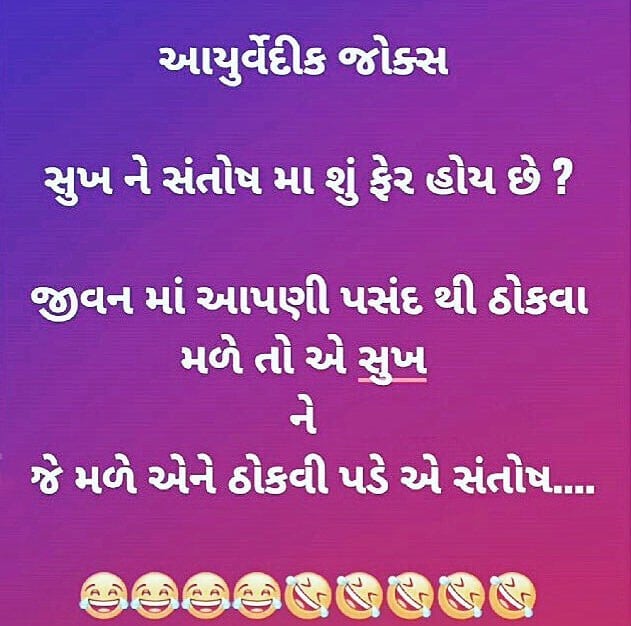 આયુર્વેદીક જોક્સ
સુખ ને સંતોષ મા શું ફેર હોય છે ?
જીવન માં આપણી પસંદ થી ઠોકવા
મળે તો એ સુખ
ને
જે મળે એને ઠોકવી પડે એ સંતોષ....
😂😂😂😂🤣🤣🤣🤣🤣